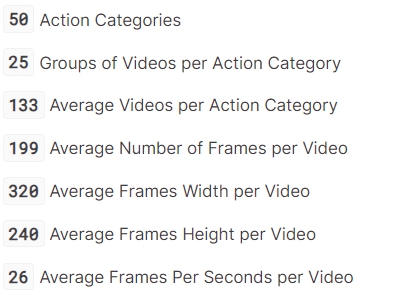 50 Action Categories
25 Groups of Videos per Action Category
133 Average Videos per Action Category
199 Average Number of Frames per Video
320 Average Frames Width per Video
240 Average Frames Height per Video
26 Average Frames Per Seconds per Video